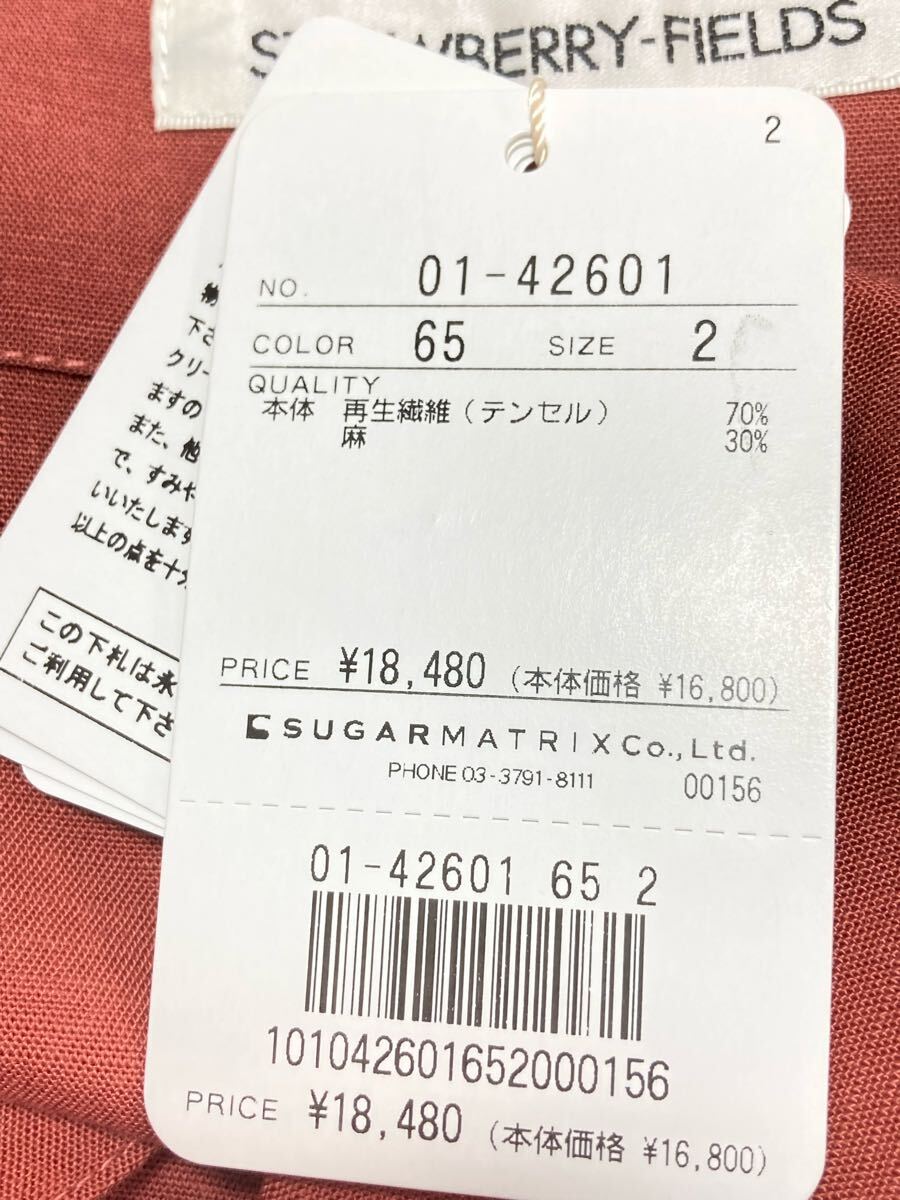 -FIELDS
2
NO. 01-42601
COLOR 65 SIZE 2
QUALITY
本体 再生繊維(テンセル) 70%
麻 30%
PRICE ¥18,480 (本体価格 ¥16,800)
SUGARMATRIX Co., Ltd.
PHONE 03-3791-8111 00156
01-42601 65 2
101042601652000156
PRICE ¥18,480 (本体価格 ¥16,800)
下さ
クリー
ますの
また、他
で、すみや
いいたします
以上の点を十分
この下札は永
ご利用して下さ